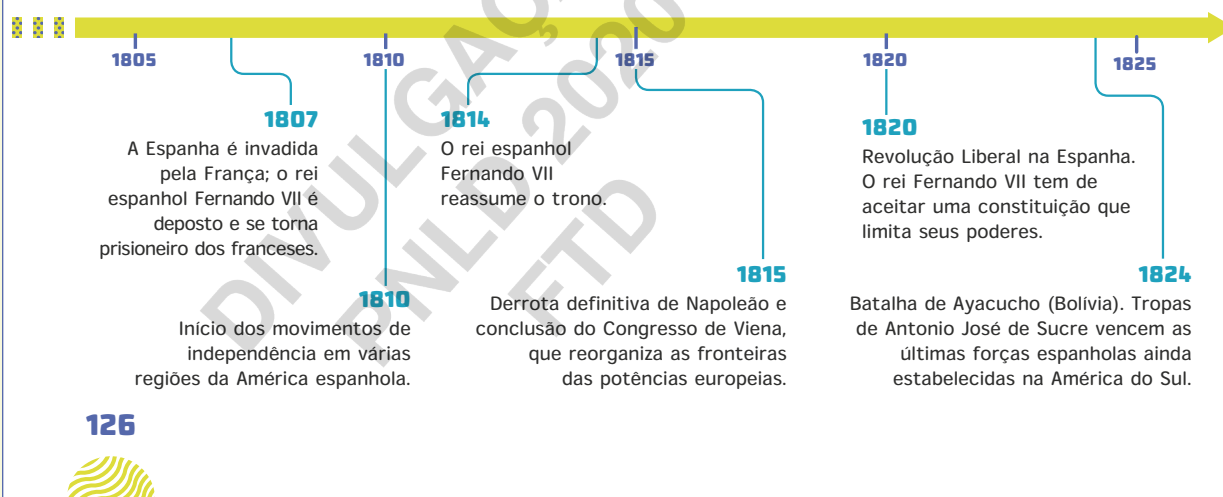 1805
1810
1815
1820
1825
1807
A Espanha é invadida
pela França; o rei
espanhol Fernando VII é
deposto e se torna
prisioneiro dos franceses.
1810
Início dos movimentos de
independência em várias
regiões da América espanhola.
1814
O rei espanhol
Fernando VII
reassume o trono.
1815
Derrota definitiva de Napoleão e
conclusão do Congresso de Viena,
que reorganiza as fronteiras
das potências europeias.
1820
Revolução Liberal na Espanha.
O rei Fernando VII tem de
aceitar uma constituição que
limita seus poderes.
1824
Batalha de Ayacucho (Bolívia). Tropas
de Antonio José de Sucre vencem as
últimas forças espanholas ainda
estabelecidas na América do Sul.
126
DIVULGAÇ
PNLD 202
FTD